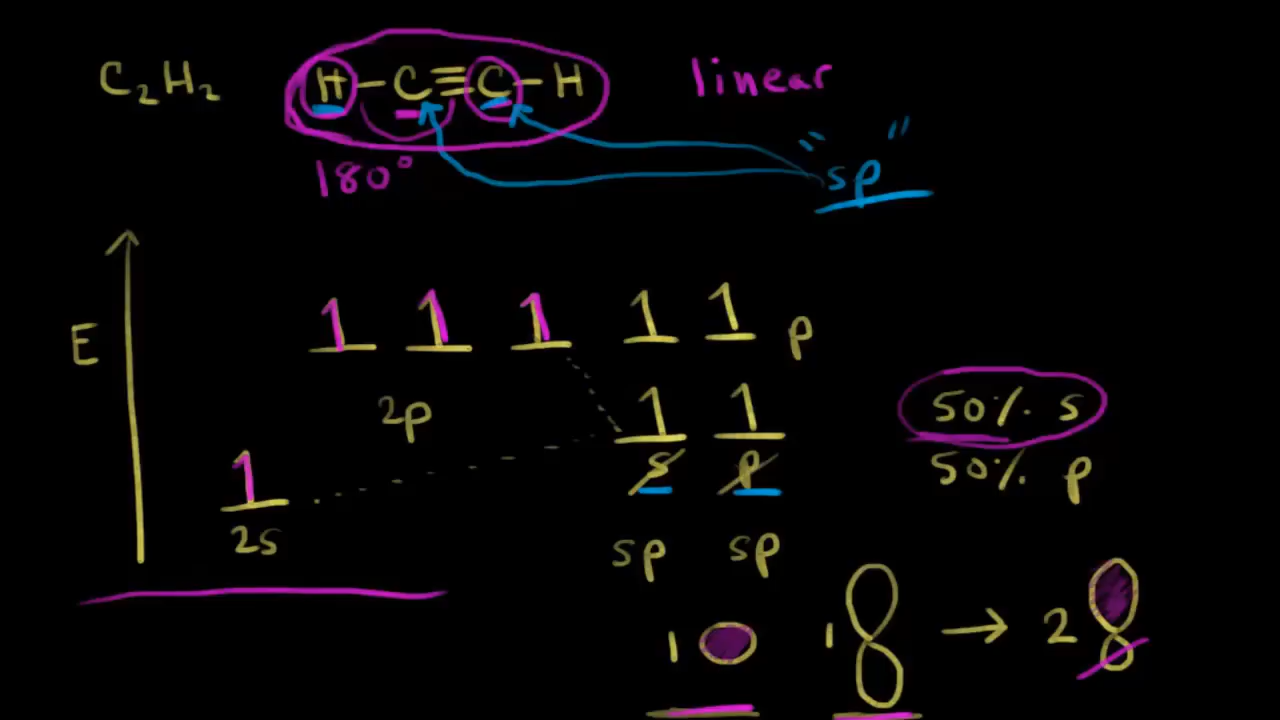 C₂H₂ H-C≡C-H linear
180° "sp"
1 1 1 1 1 p
E
2p 1 1 50% s
1 s p 50% p
2s sp sp
1 1 → 2